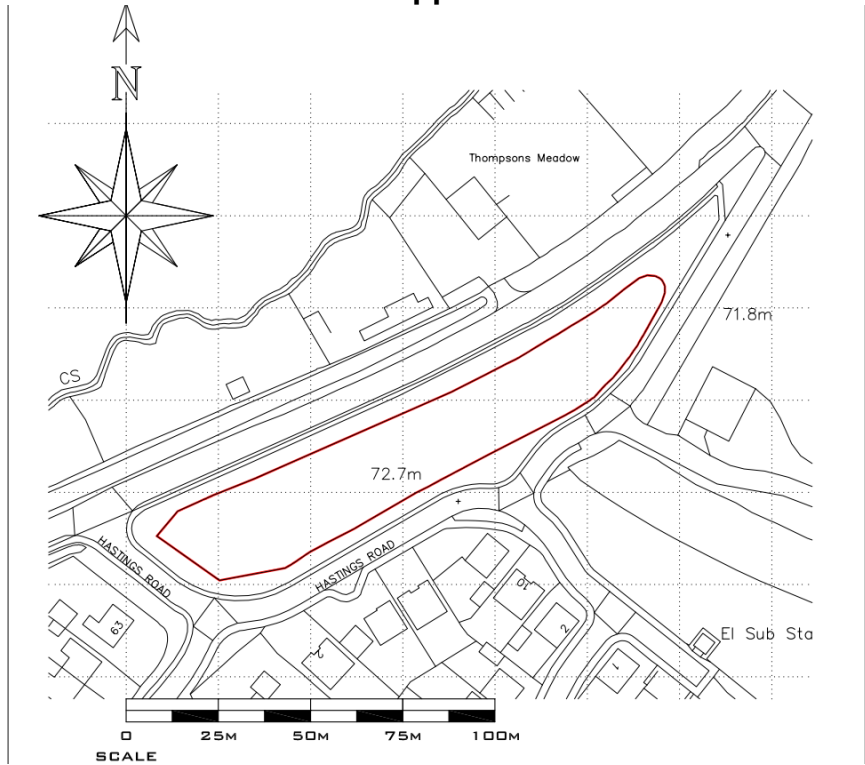 N
Thompsons Meadow
71.8m
CS
72.7m
HASTINGS ROAD
HASTINGS ROAD
63
10
2
2
1
El Sub Sta
0 25M 50M 75M 100M
SCALE